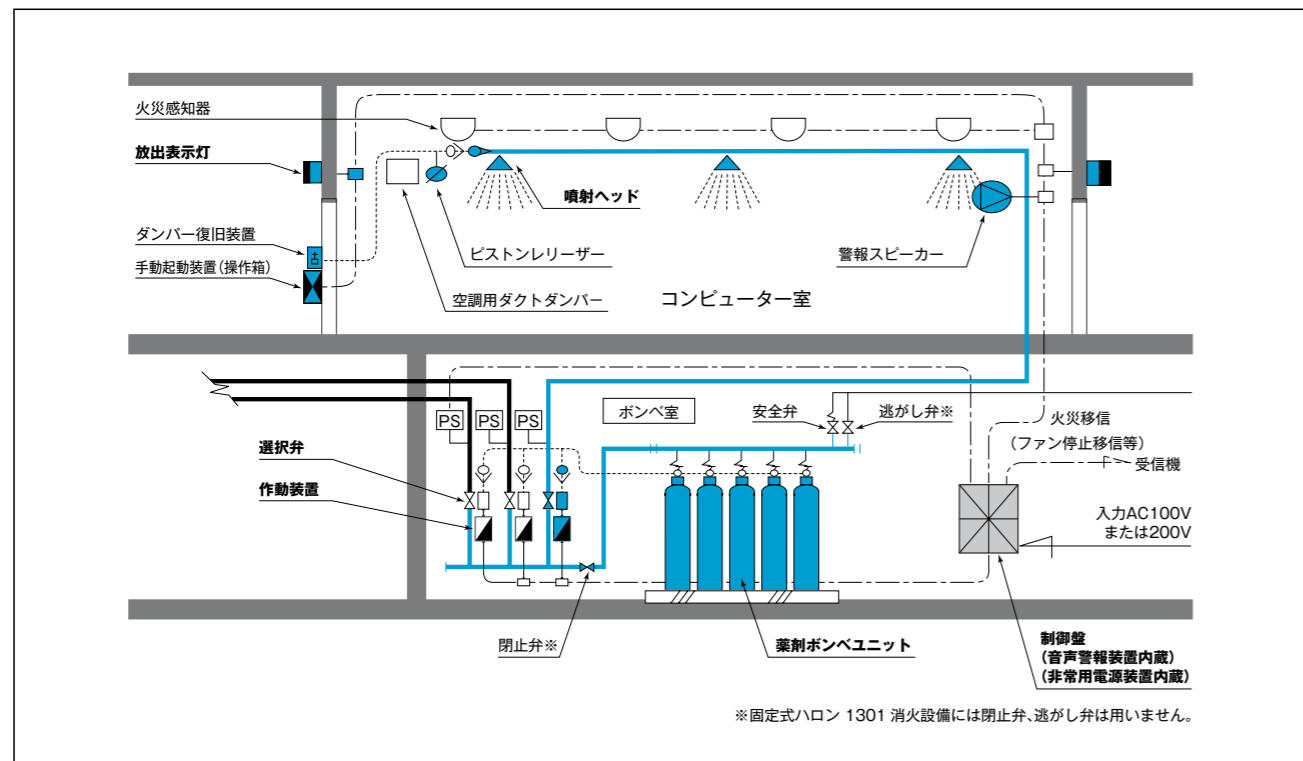 火災感知器
放出表示灯
噴射ヘッド
ダンパー復旧装置
ピストンレリーザー
警報スピーカー
手動起動装置(操作箱)
空調用ダクトダンパー
コンピューター室
ボンベ室
安全弁
逃がし弁※
火災移信
PS
PS
PS
(ファン停止移信等)
選択弁
受信機
作動装置
入力AC100V
または200V
閉止弁※
薬剤ボンベユニット
制御盤
(音声警報装置内蔵)
(非常用電源装置内蔵)
※固定式ハロン 1301 消火設備には閉止弁、逃がし弁は用いません。